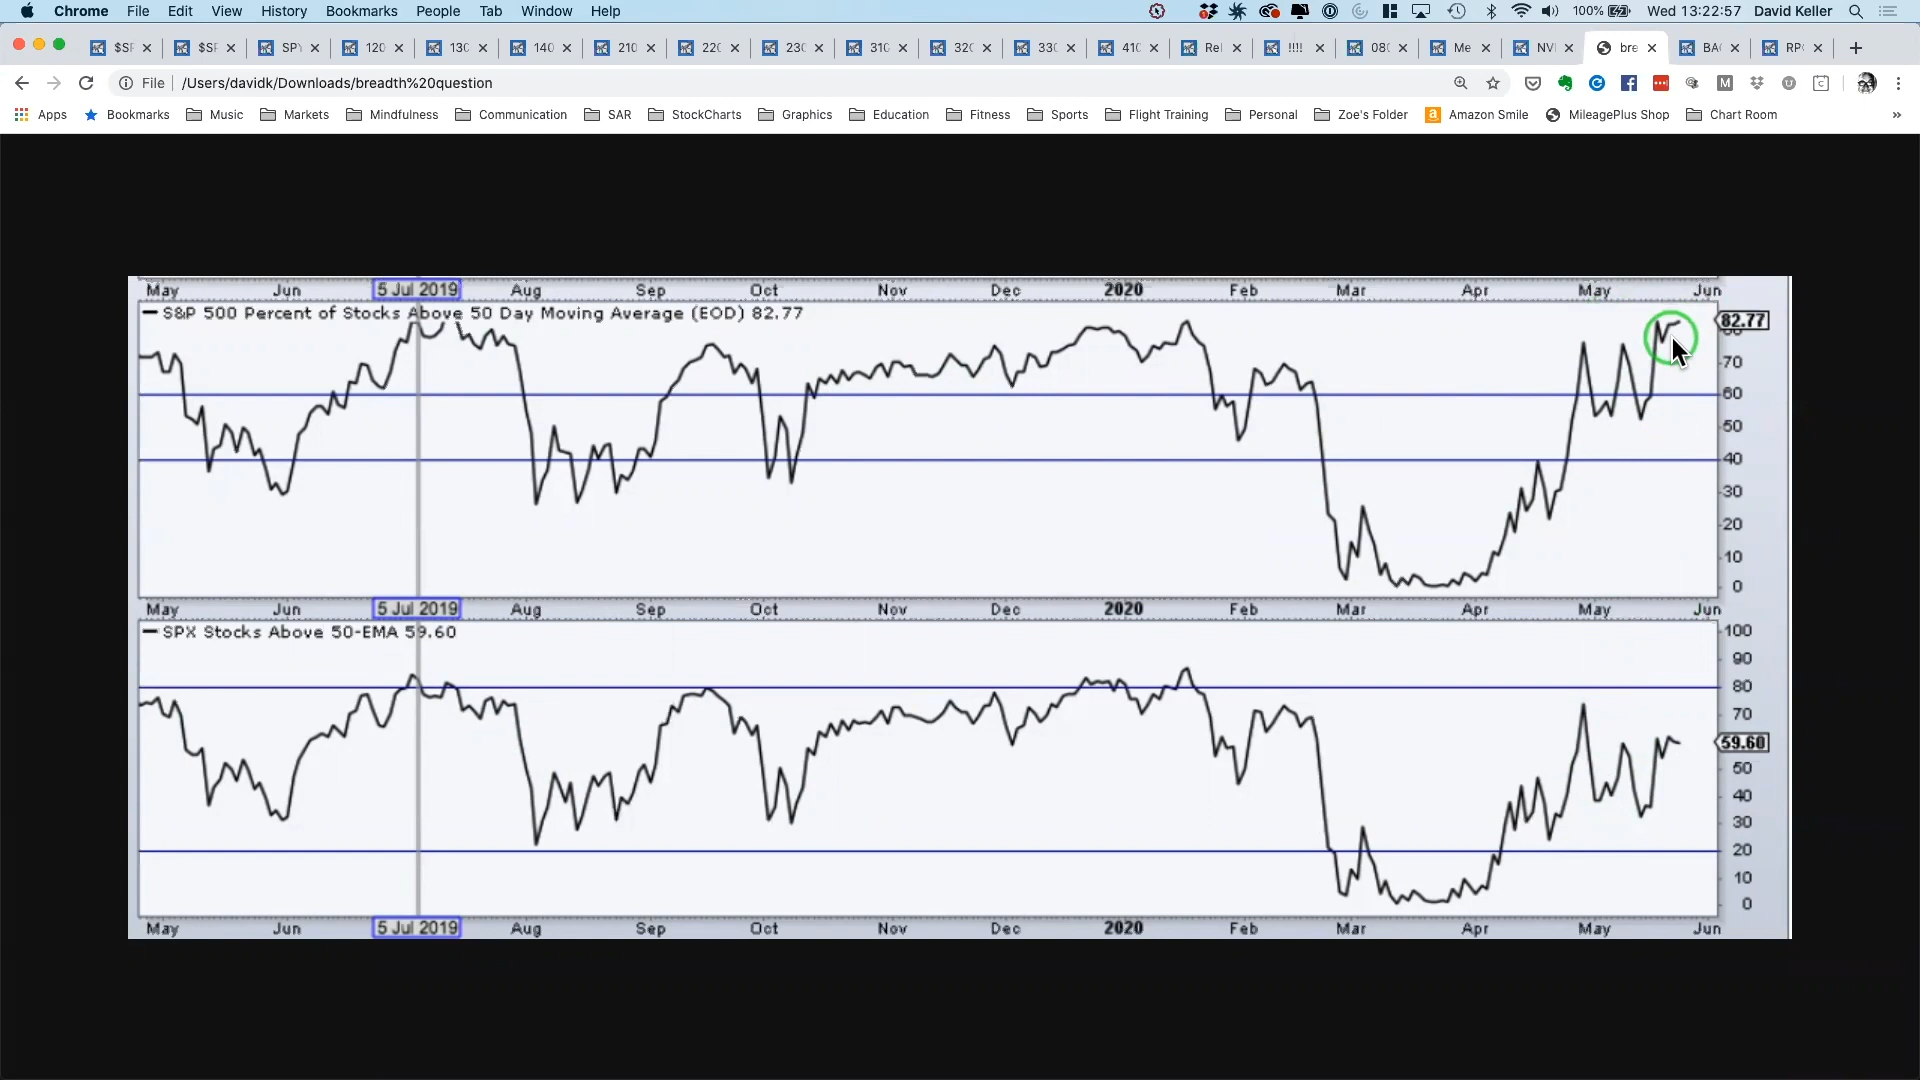 Chrome File Edit View History Bookmarks People Tab Window Help 100% Wed 13:22:57 David Keller
$SF $SF SPY 120 130 140 210 220 230 310 320 330 410 Rel !!!! 080 Me NVI bre BAC RPG
File /Users/davidk/Downloads/breadth%20question
Apps Bookmarks Music Markets Mindfulness Communication SAR StockCharts Graphics Education Fitness Sports Flight Training Personal Zoe's Folder Amazon Smile MileagePlus Shop Chart Room »
May Jun 5 Jul 2019 Aug Sep Oct Nov Dec 2020 Feb Mar Apr May Jun
S&P 500 Percent of Stocks Above 50 Day Moving Average (EOD) 82.77
82.77
80
70
60
50
40
30
20
10
0
May Jun 5 Jul 2019 Aug Sep Oct Nov Dec 2020 Feb Mar Apr May Jun
SPX Stocks Above 50-EMA 59.60
100
90
80
70
59.60
50
40
30
20
10
0
May Jun 5 Jul 2019 Aug Sep Oct Nov Dec 2020 Feb Mar Apr May Jun